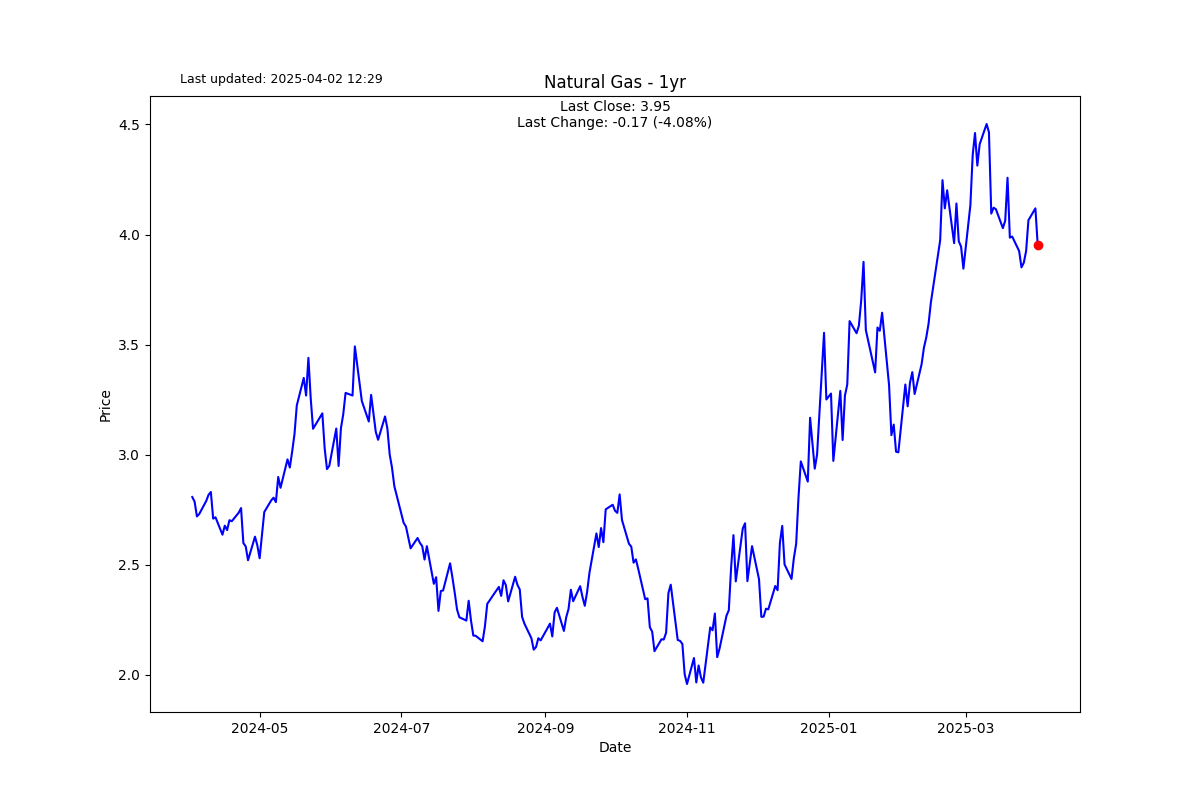 Last updated: 2025-04-02 12:29
Natural Gas - 1yr
Last Close: 3.95
Last Change: -0.17 (-4.08%)
4.5
4.0
3.5
3.0
2.5
2.0
Price
2024-05 2024-07 2024-09 2024-11 2025-01 2025-03
Date